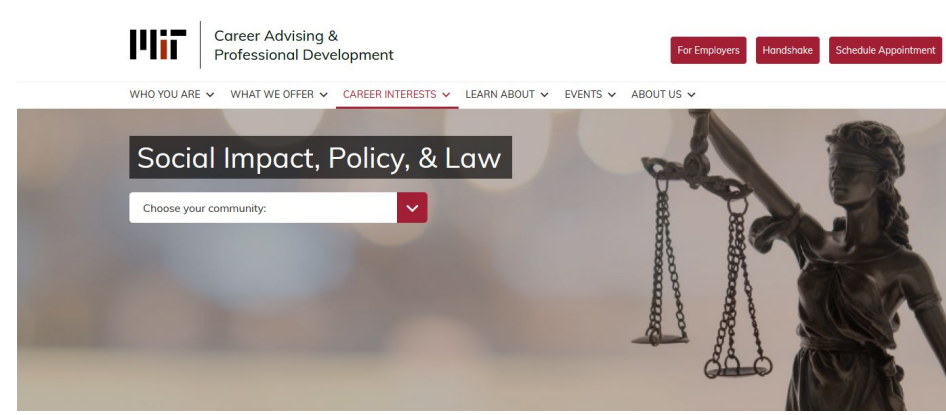 MIT
Career Advising &
Professional Development
For Employers
Handshake
Schedule Appointment
WHO YOU ARE
WHAT WE OFFER
CAREER INTERESTS
LEARN ABOUT
EVENTS
ABOUT US
Social Impact, Policy, & Law
Choose your community: